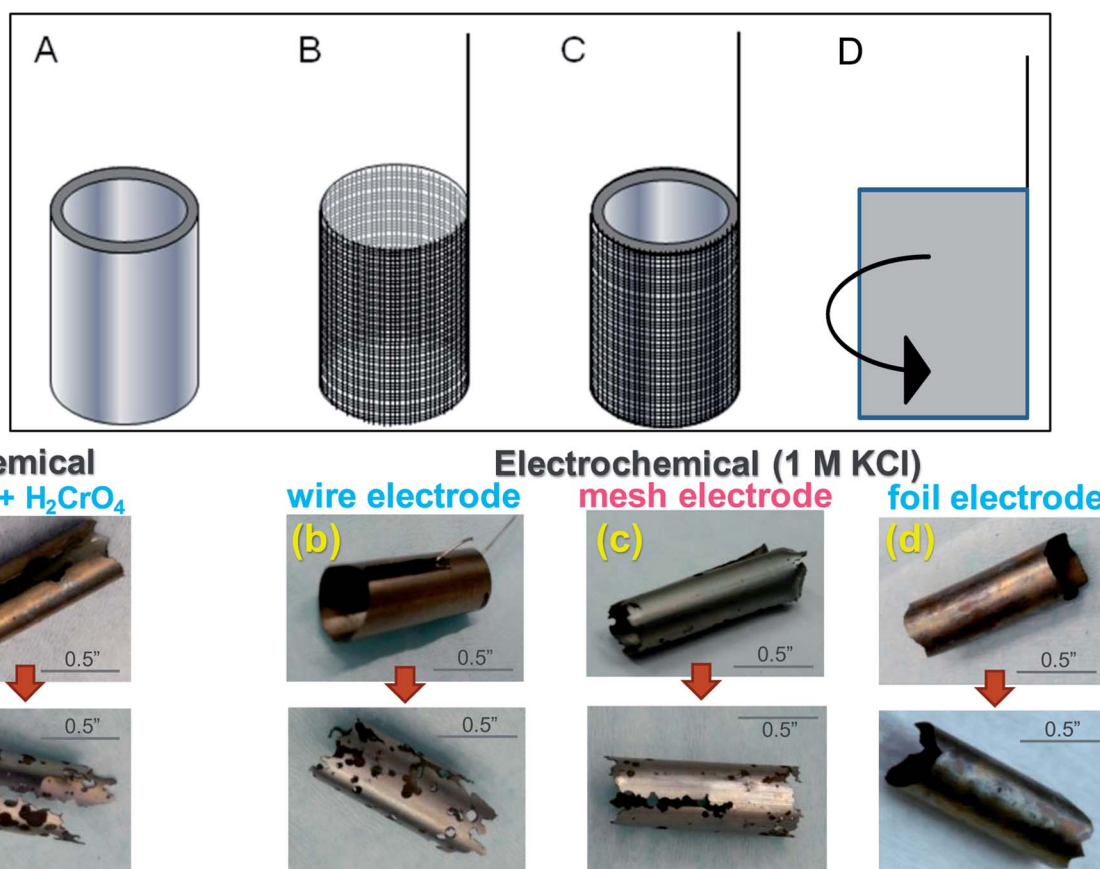 A B C D
emical
+ H₂CrO₄
Electrochemical (1 M KCl)
wire electrode
mesh electrode
foil electrode
(b)
(c)
(d)
0.5”
0.5”
0.5”
0.5”
0.5”
0.5”
0.5”
0.5”